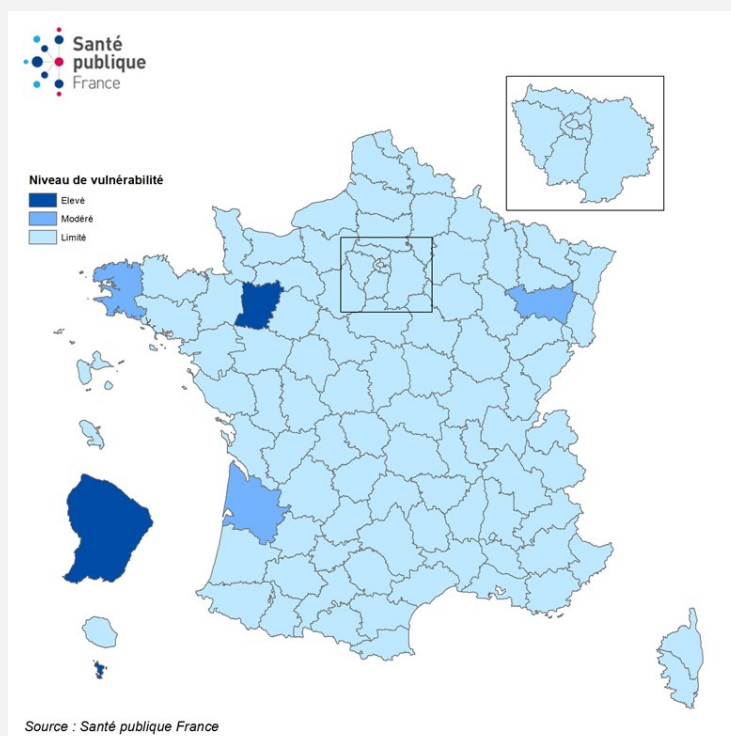 Santé
publique
France
Niveau de vulnérabilité
Elevé
Modéré
Limité
Source : Santé publique France